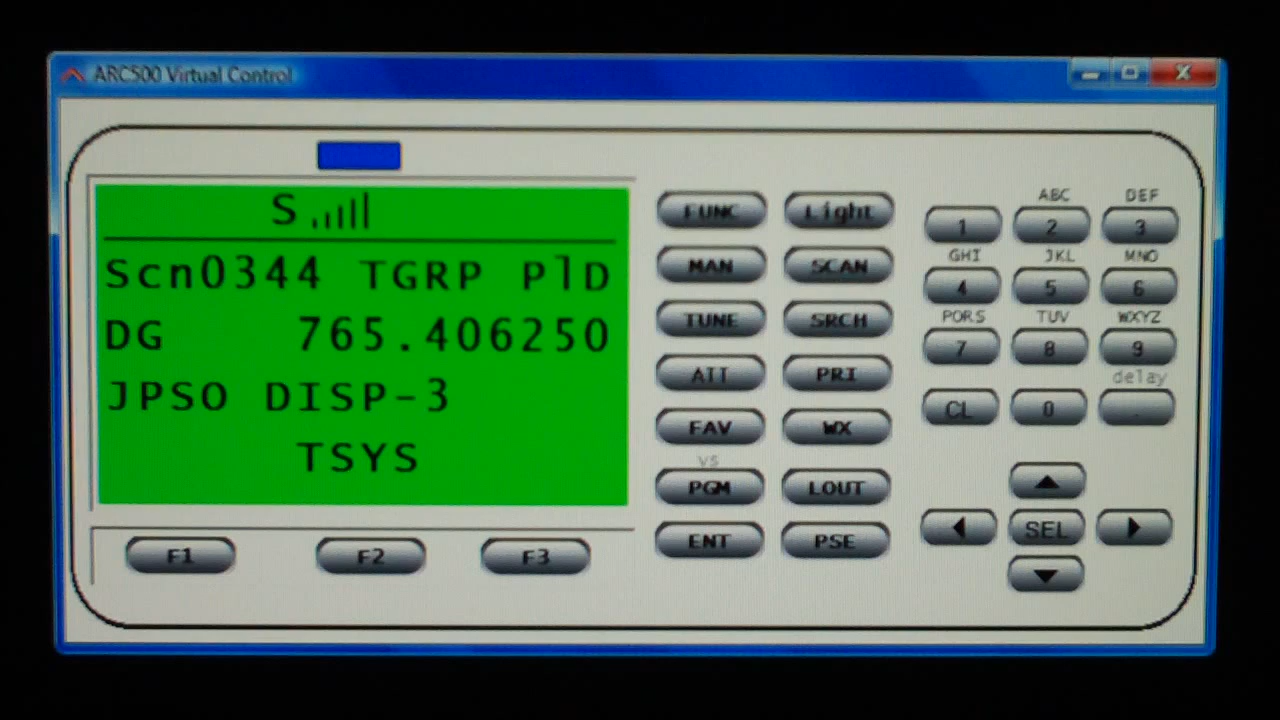 ARC500 Virtual Control
S
Scn0344 TGRP PlD
DG 765.406250
JPSO DISP-3
TSYS
F1 F2 F3
FUNC Light
MAN SCAN
TUNE SRCH
ATT PRI
FAV WX
vs
PGM LOUT
ENT PSE
ABC DEF
1 2 3
GHI JKL MNO
4 5 6
PQRS TUV WXYZ
7 8 9
delay
CL 0 .
SEL